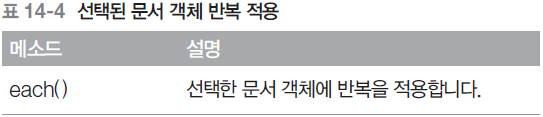 표 14-4 선택된 문서 객체 반복 적용
메소드 설명
each() 선택한 문서 객체에 반복을 적용합니다.